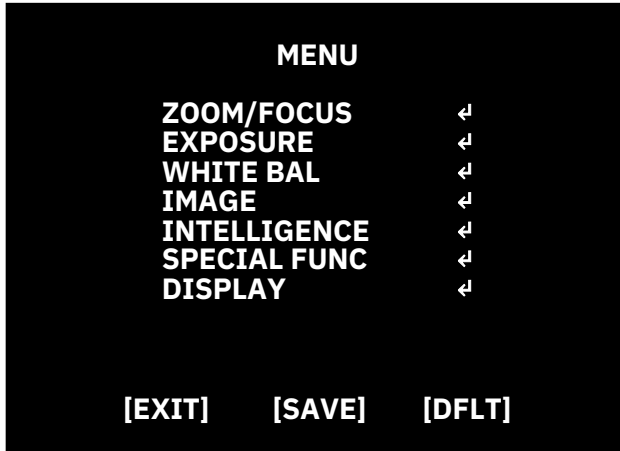 MENU
ZOOM/FOCUS ↲
EXPOSURE ↲
WHITE BAL ↲
IMAGE ↲
INTELLIGENCE ↲
SPECIAL FUNC ↲
DISPLAY ↲
[EXIT] [SAVE] [DFLT]